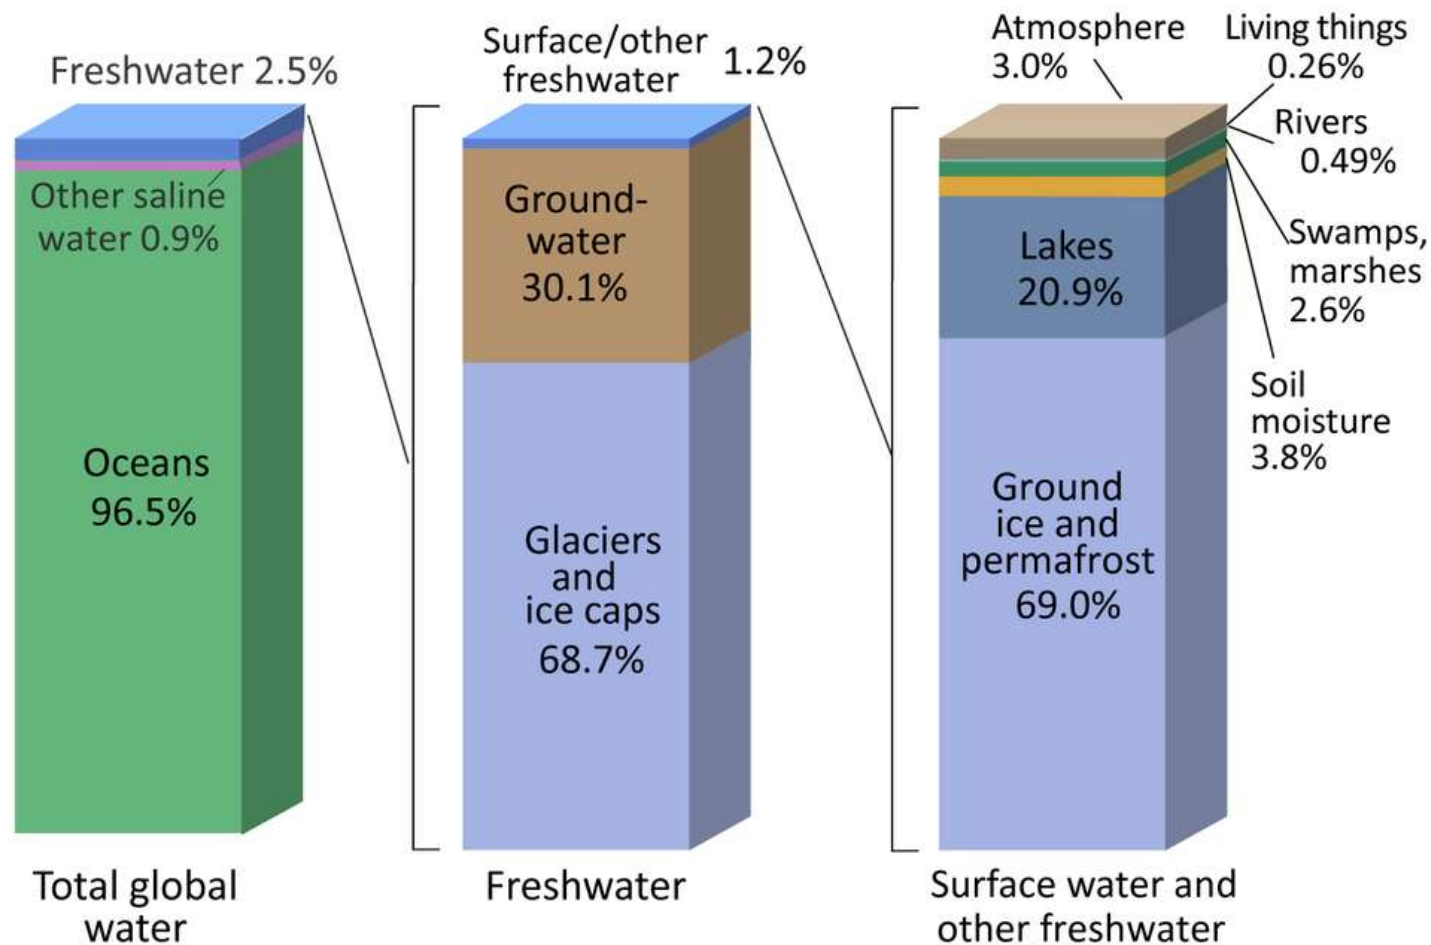 Freshwater 2.5%
Other saline
water 0.9%
Oceans
96.5%
Total global
water
Surface/other
freshwater 1.2%
Ground-
water
30.1%
Glaciers
and
ice caps
68.7%
Freshwater
Atmosphere
3.0%
Living things
0.26%
Rivers
0.49%
Swamps,
marshes
2.6%
Soil
moisture
3.8%
Lakes
20.9%
Ground
ice and
permafrost
69.0%
Surface water and
other freshwater